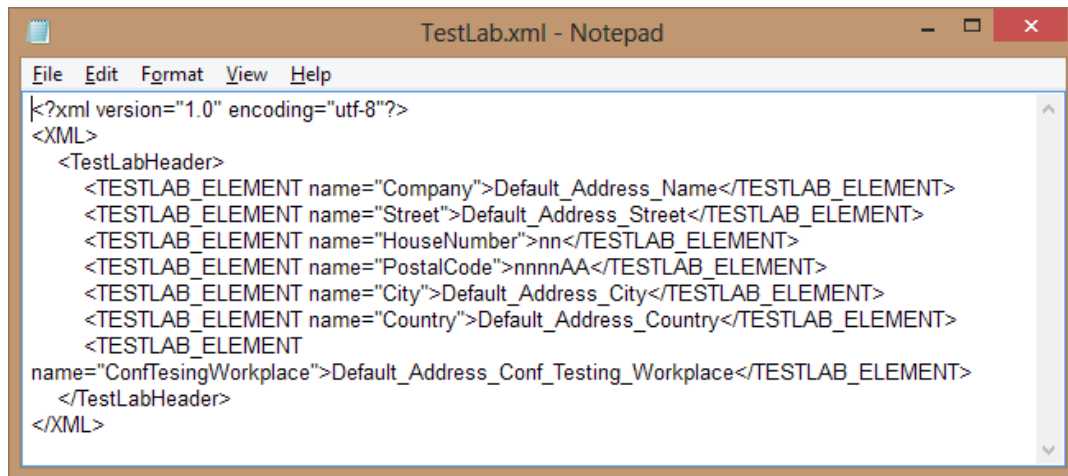 TestLab.xml - Notepad
File Edit Format View Help
<?xml version="1.0" encoding="utf-8"?>
<XML>
<TestLabHeader>
<TESTLAB_ELEMENT name="Company">Default_Address_Name</TESTLAB_ELEMENT>
<TESTLAB_ELEMENT name="Street">Default_Address_Street</TESTLAB_ELEMENT>
<TESTLAB_ELEMENT name="HouseNumber">nn</TESTLAB_ELEMENT>
<TESTLAB_ELEMENT name="PostalCode">nnnnAA</TESTLAB_ELEMENT>
<TESTLAB_ELEMENT name="City">Default_Address_City</TESTLAB_ELEMENT>
<TESTLAB_ELEMENT name="Country">Default_Address_Country</TESTLAB_ELEMENT>
<TESTLAB_ELEMENT
name="ConfTesingWorkplace">Default_Address_Conf_Testing_Workplace</TESTLAB_ELEMENT>
</TestLabHeader>
</XML>